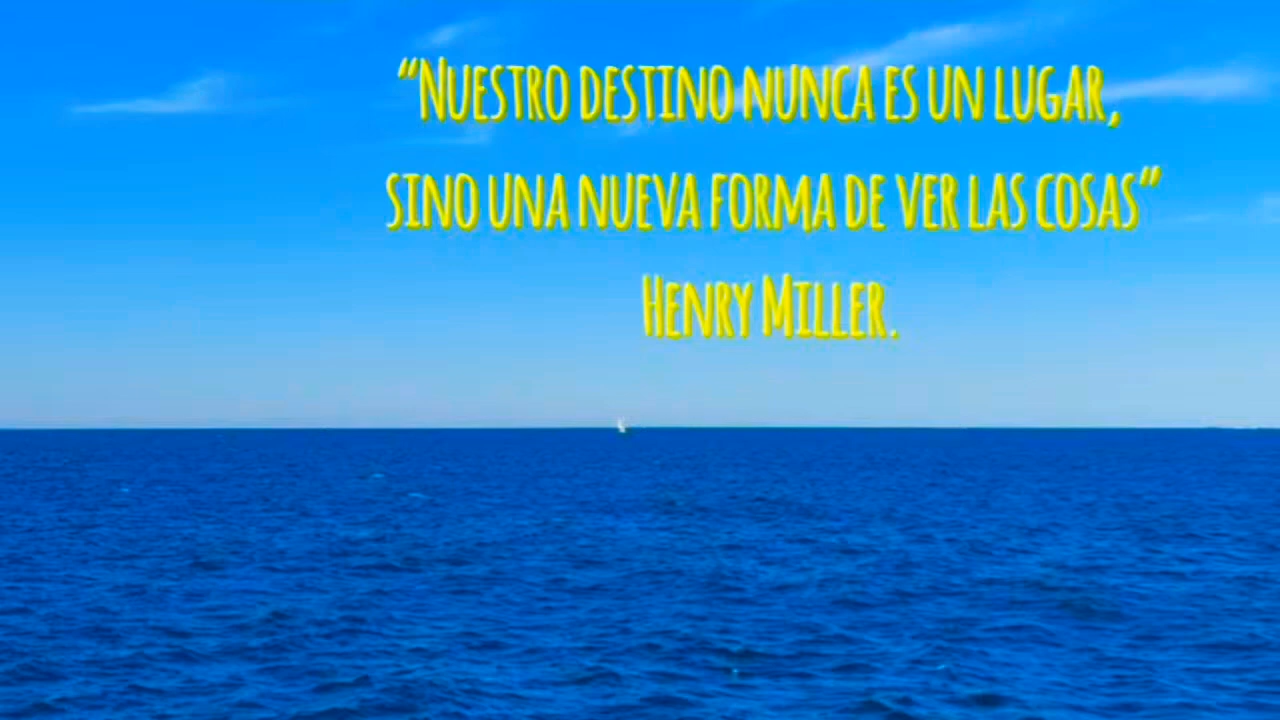 “Nuestro destino nunca es un lugar,
sino una nueva forma de ver las cosas”
Henry Miller.